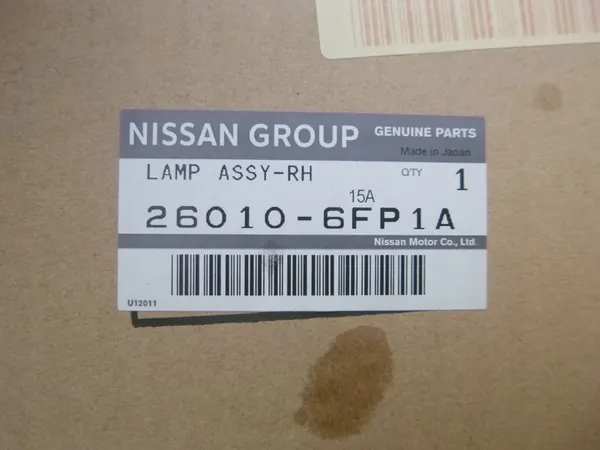 NISSAN GROUP GENUINE PARTS
Made in Japan
LAMP ASSY-RH Q'TY 1
15A
26010-6FP1A
Nissan Motor Co., Ltd.
U12011